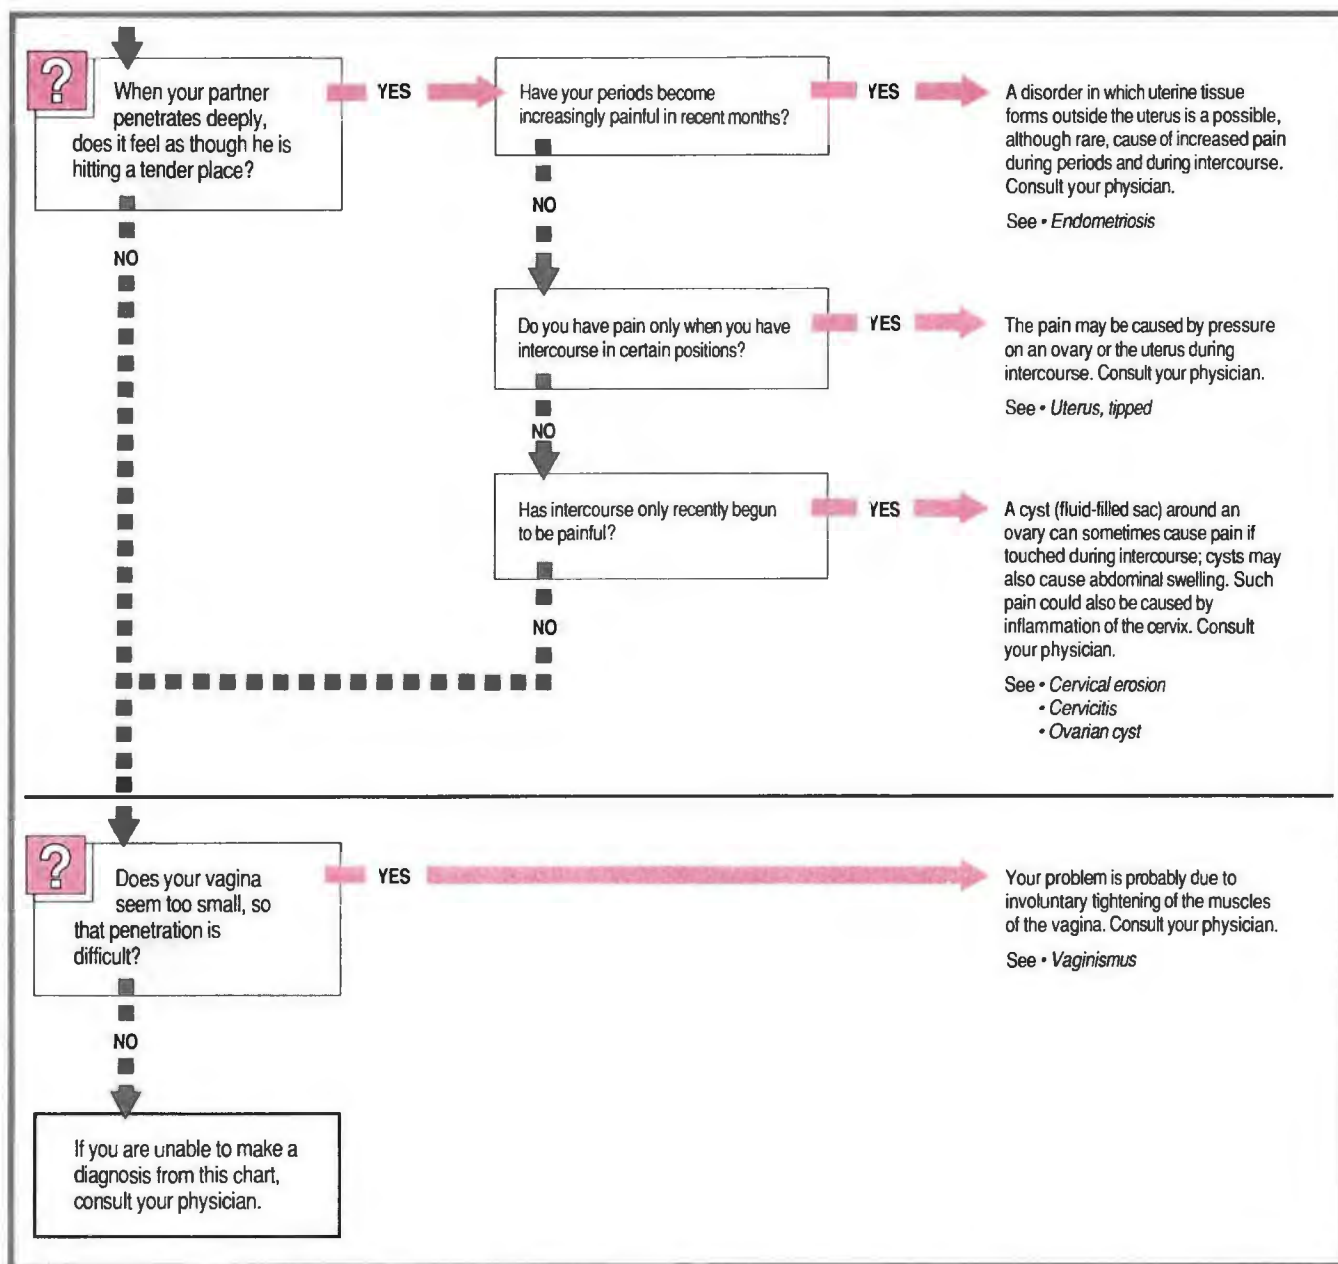 ?
When your partner
penetrates deeply,
does it feel as though he is
hitting a tender place?
YES
Have your periods become
increasingly painful in recent months?
YES
A disorder in which uterine tissue
forms outside the uterus is a possible,
although rare, cause of increased pain
during periods and during intercourse.
Consult your physician.
See • Endometriosis
NO
NO
Do you have pain only when you have
intercourse in certain positions?
YES
The pain may be caused by pressure
on an ovary or the uterus during
intercourse. Consult your physician.
See • Uterus, tipped
NO
Has intercourse only recently begun
to be painful?
YES
A cyst (fluid-filled sac) around an
ovary can sometimes cause pain if
touched during intercourse; cysts may
also cause abdominal swelling. Such
pain could also be caused by
inflammation of the cervix. Consult
your physician.
See • Cervical erosion
• Cervicitis
• Ovarian cyst
NO
?
Does your vagina
seem too small, so
that penetration is
difficult?
YES
Your problem is probably due to
involuntary tightening of the muscles
of the vagina. Consult your physician.
See • Vaginismus
NO
If you are unable to make a
diagnosis from this chart,
consult your physician.